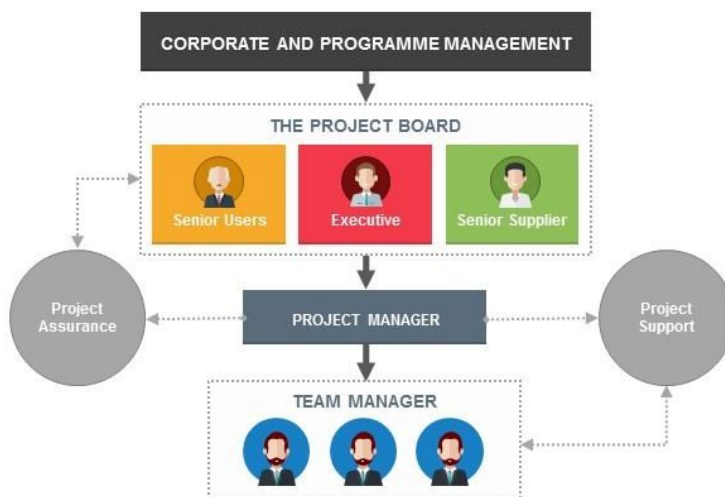 CORPORATE AND PROGRAMME MANAGEMENT
THE PROJECT BOARD
Senior Users
Executive
Senior Supplier
Project
Assurance
PROJECT MANAGER
Project
Support
TEAM MANAGER